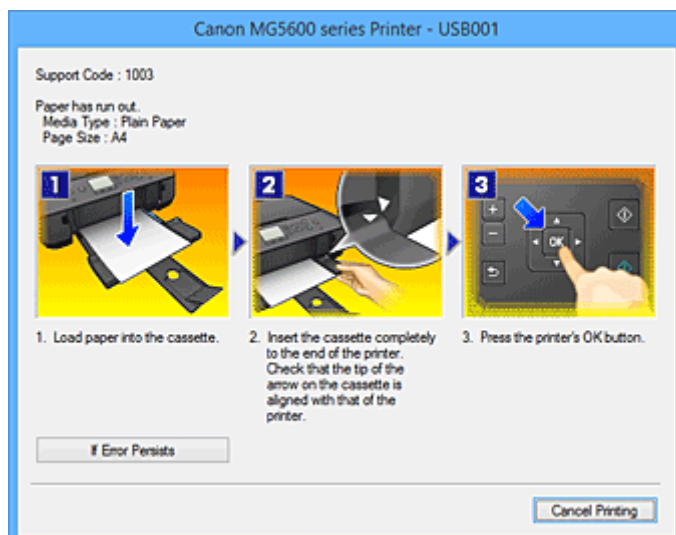 Canon MG5600 series Printer - USB001
Support Code : 1003
Paper has run out.
Media Type : Plain Paper
Page Size : A4
1
2
3
+
-
OK
1. Load paper into the cassette.
2. Insert the cassette completely
to the end of the printer.
Check that the tip of the
arrow on the cassette is
aligned with that of the
printer.
3. Press the printer's OK button.
If Error Persists
Cancel Printing